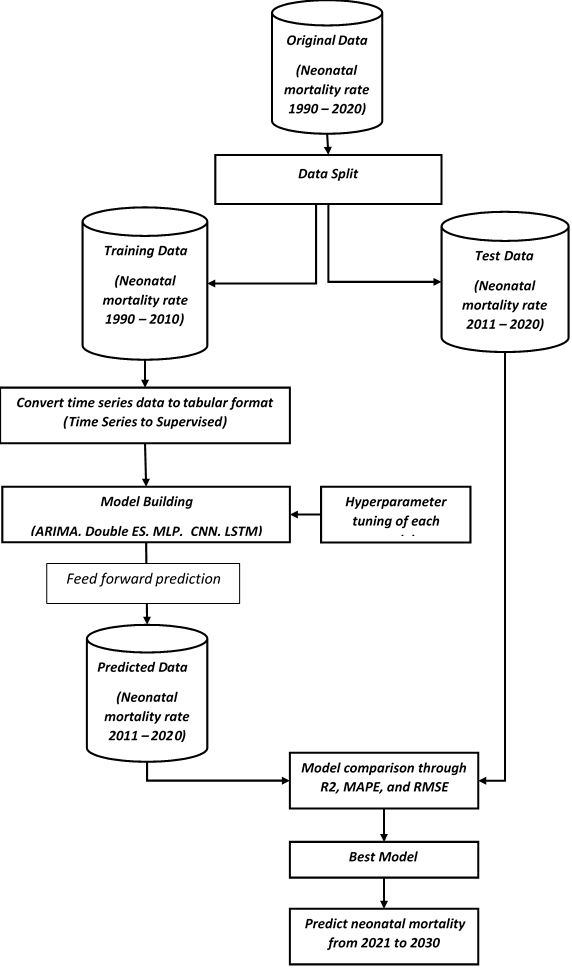 Original Data
(Neonatal
mortality rate
1990 – 2020)
Data Split
Training Data
(Neonatal
mortality rate
1990 – 2010)
Test Data
(Neonatal
mortality rate
2011 – 2020)
Convert time series data to tabular format
(Time Series to Supervised)
Model Building
(ARIMA, Double ES, MLP, CNN, LSTM)
Hyperparameter
tuning of each
Feed forward prediction
Predicted Data
(Neonatal
mortality rate
2011 – 2020)
Model comparison through
R2, MAPE, and RMSE
Best Model
Predict neonatal mortality
from 2021 to 2030